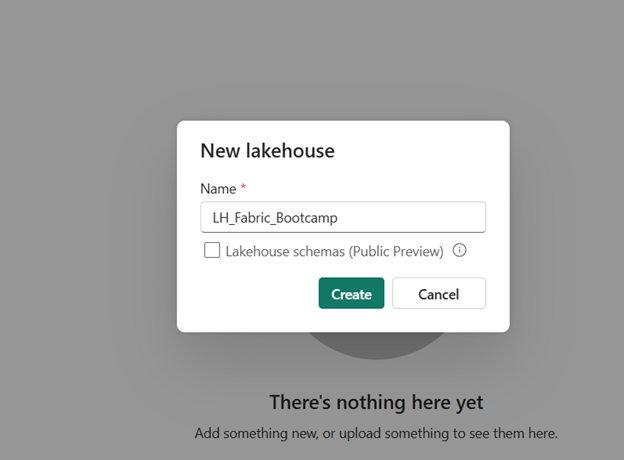 New lakehouse
Name *
LH_Fabric_Bootcamp
Lakehouse schemas (Public Preview)
Create Cancel
There's nothing here yet
Add something new, or upload something to see them here.